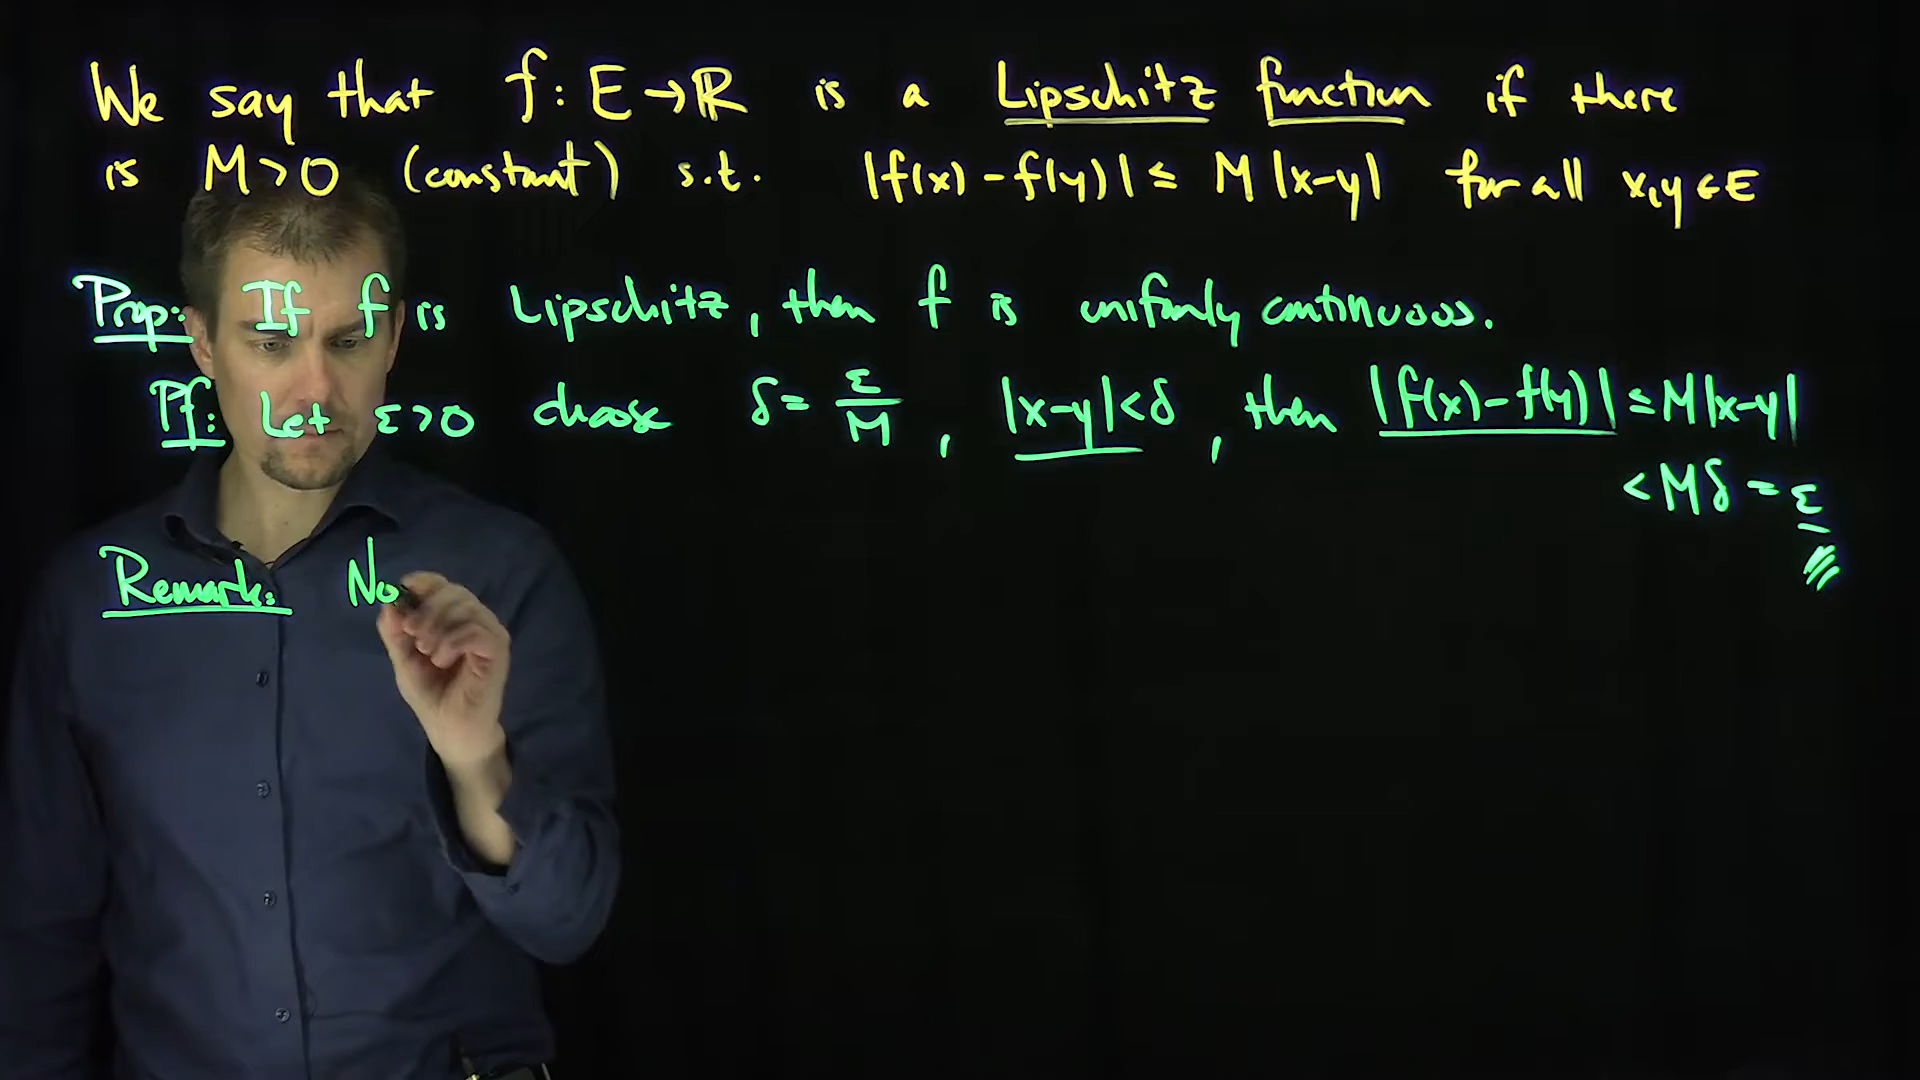 We say that f: E → ℝ is a Lipschitz function if there
is M > 0 (constant) s.t. |f(x) - f(y)| ≤ M |x-y| for all x, y ∈ E
Prop: If f is Lipschitz, then f is uniformly continuous.
Pf: Let ε > 0 choose δ = ε/M, |x-y| < δ, then |f(x) - f(y)| ≤ M|x-y|
< Mδ = ε
Remark: No